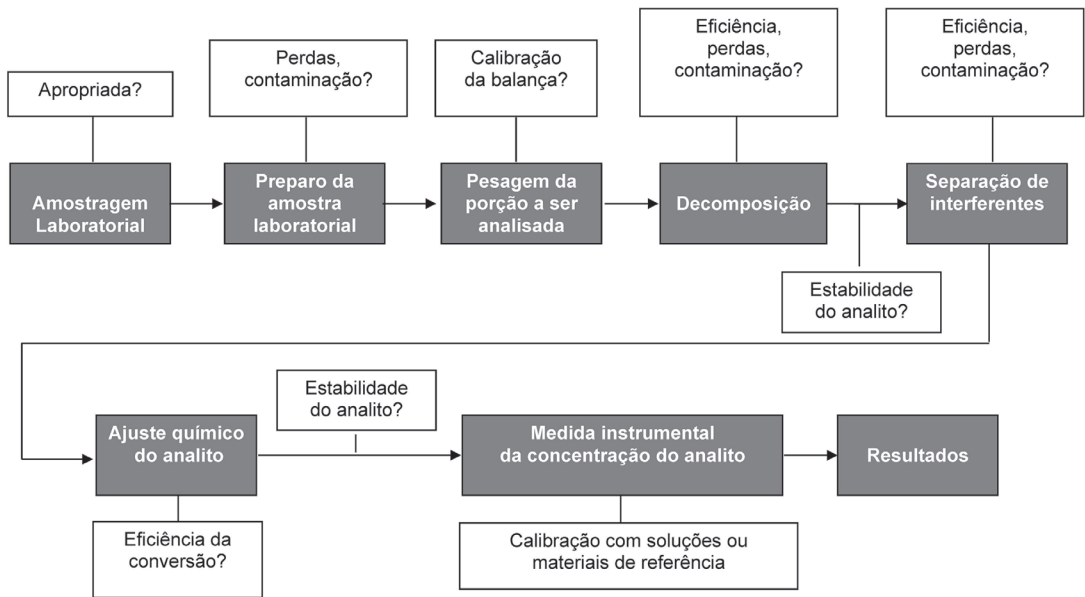 Apropriada?
Perdas,
contaminação?
Calibração
da balança?
Eficiência,
perdas,
contaminação?
Eficiência,
perdas,
contaminação?
Amostragem
Laboratorial
Preparo da
amostra
laboratorial
Pesagem da
porção a ser
analisada
Decomposição
Separação de
interferentes
Estabilidade
do analito?
Estabilidade
do analito?
Ajuste químico
do analito
Medida instrumental
da concentração do analito
Resultados
Eficiência da
conversão?
Calibração com soluções ou
materiais de referência